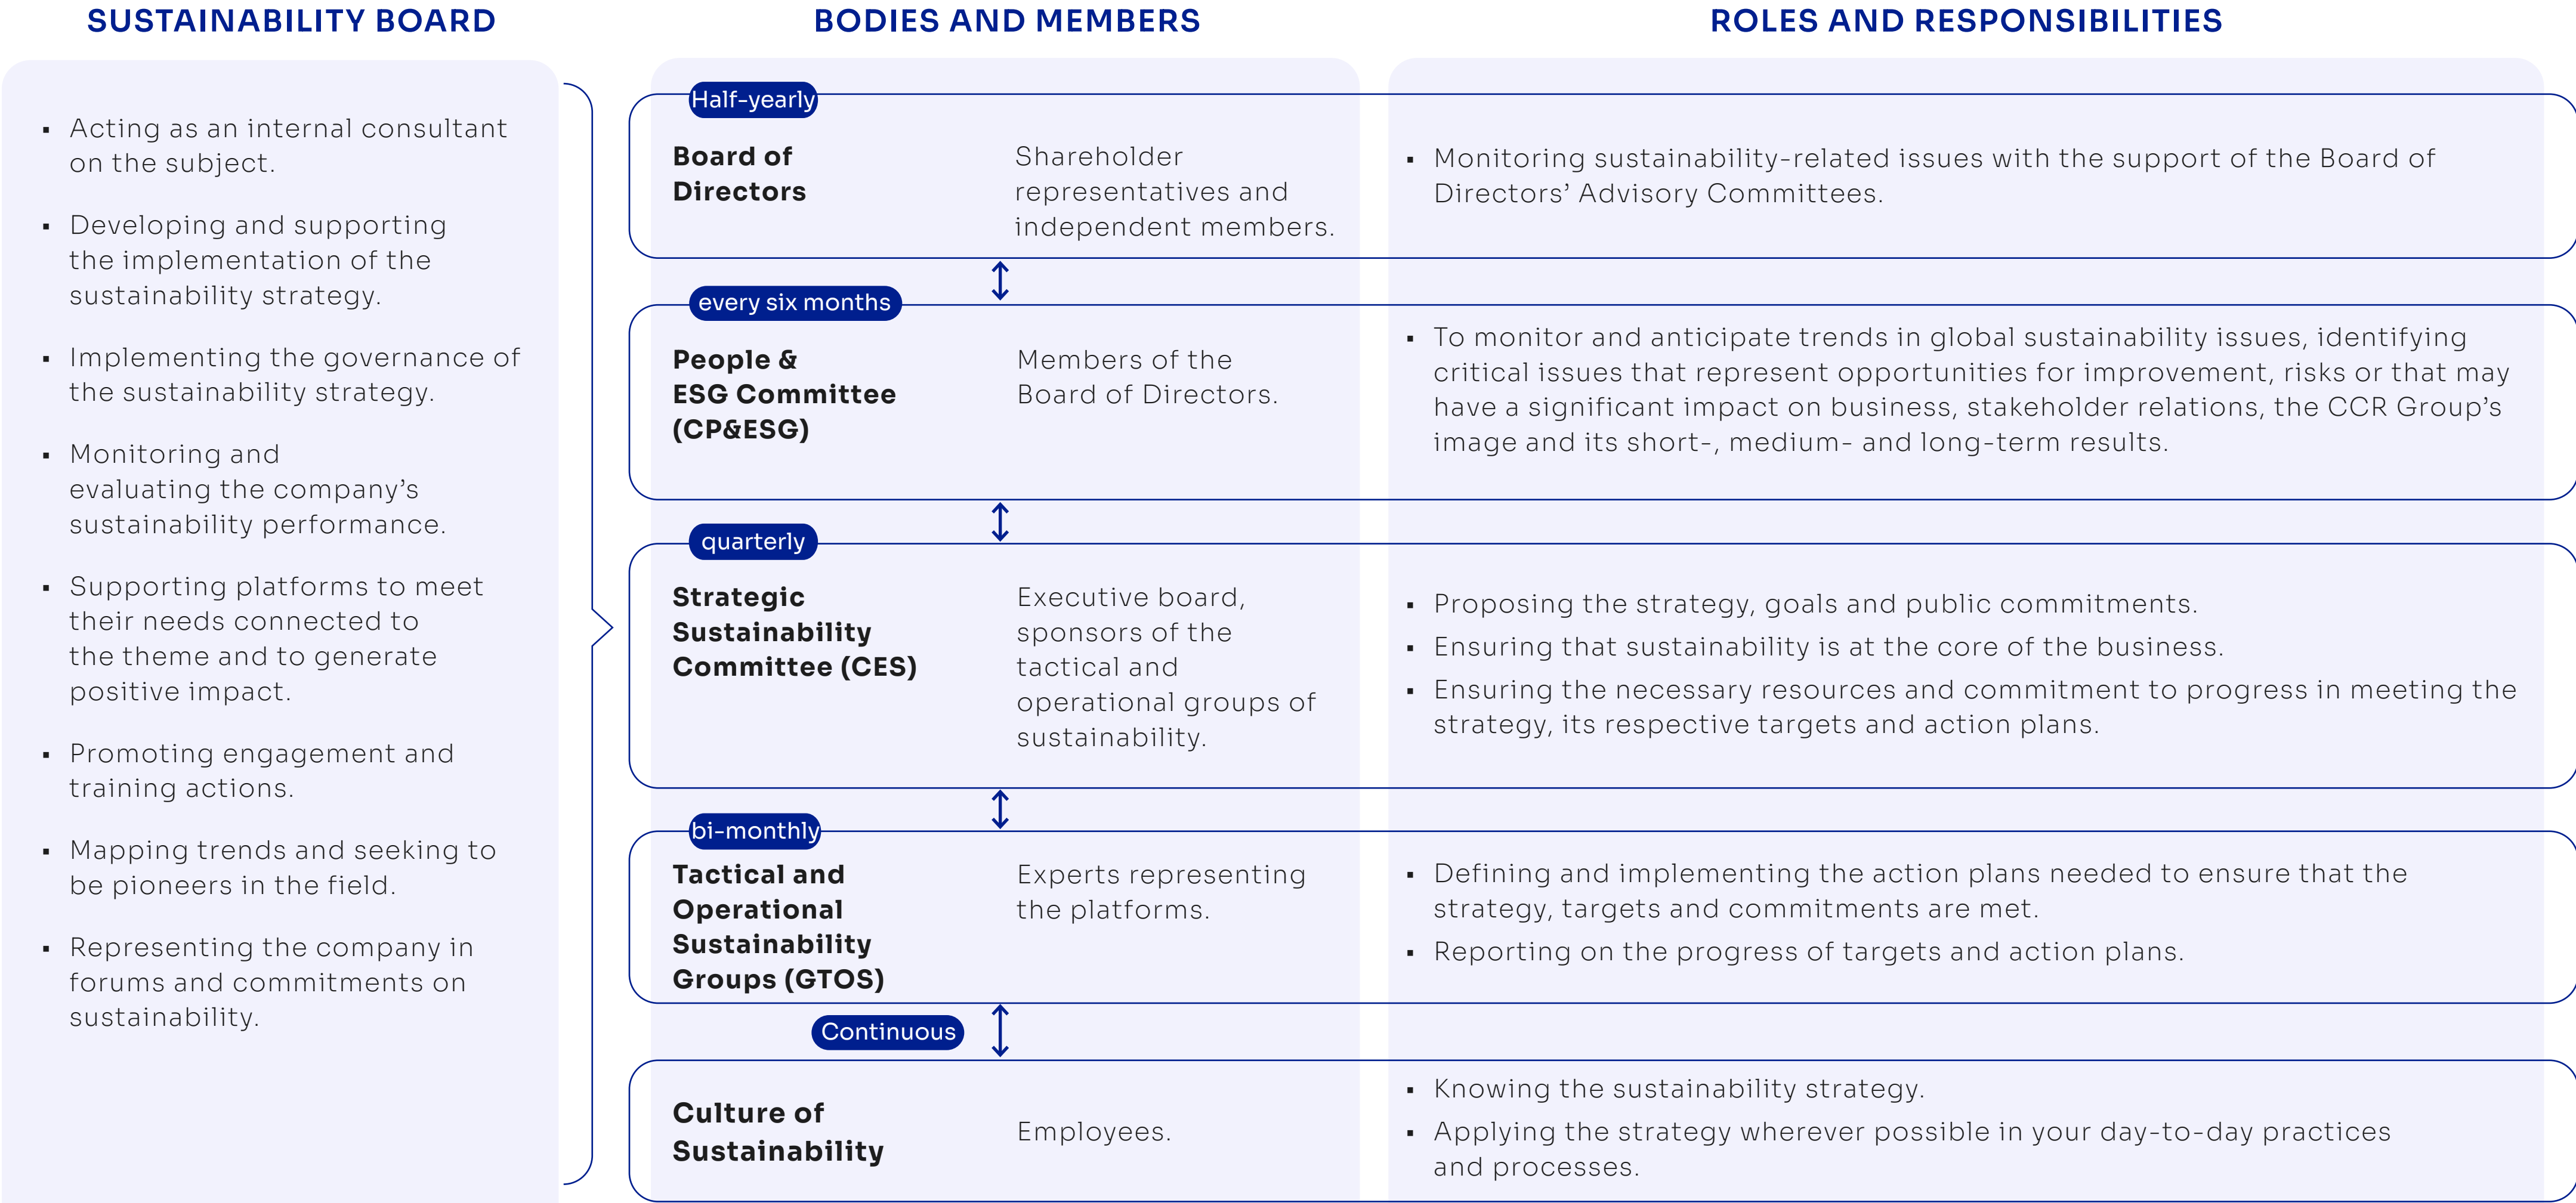 SUSTAINABILITY BOARD
▪ Acting as an internal consultant
on the subject.
▪ Developing and supporting
the implementation of the
sustainability strategy.
▪ Implementing the governance of
the sustainability strategy.
▪ Monitoring and
evaluating the company’s
sustainability performance.
▪ Supporting platforms to meet
their needs connected to
the theme and to generate
positive impact.
▪ Promoting engagement and
training actions.
▪ Mapping trends and seeking to
be pioneers in the field.
▪ Representing the company in
forums and commitments on
sustainability.
BODIES AND MEMBERS
ROLES AND RESPONSIBILITIES
Half-yearly
Board of
Directors
Shareholder
representatives and
independent members.
▪ Monitoring sustainability-related issues with the support of the Board of
Directors’ Advisory Committees.
every six months
People &
ESG Committee
(CP&ESG)
Members of the
Board of Directors.
▪ To monitor and anticipate trends in global sustainability issues, identifying
critical issues that represent opportunities for improvement, risks or that may
have a significant impact on business, stakeholder relations, the CCR Group’s
image and its short-, medium- and long-term results.
quarterly
Strategic
Sustainability
Committee (CES)
Executive board,
sponsors of the
tactical and
operational groups of
sustainability.
▪ Proposing the strategy, goals and public commitments.
▪ Ensuring that sustainability is at the core of the business.
▪ Ensuring the necessary resources and commitment to progress in meeting the
strategy, its respective targets and action plans.
bi-monthly
Tactical and
Operational
Sustainability
Groups (GTOS)
Experts representing
the platforms.
▪ Defining and implementing the action plans needed to ensure that the
strategy, targets and commitments are met.
▪ Reporting on the progress of targets and action plans.
Continuous
Culture of
Sustainability
Employees.
▪ Knowing the sustainability strategy.
▪ Applying the strategy wherever possible in your day-to-day practices
and processes.